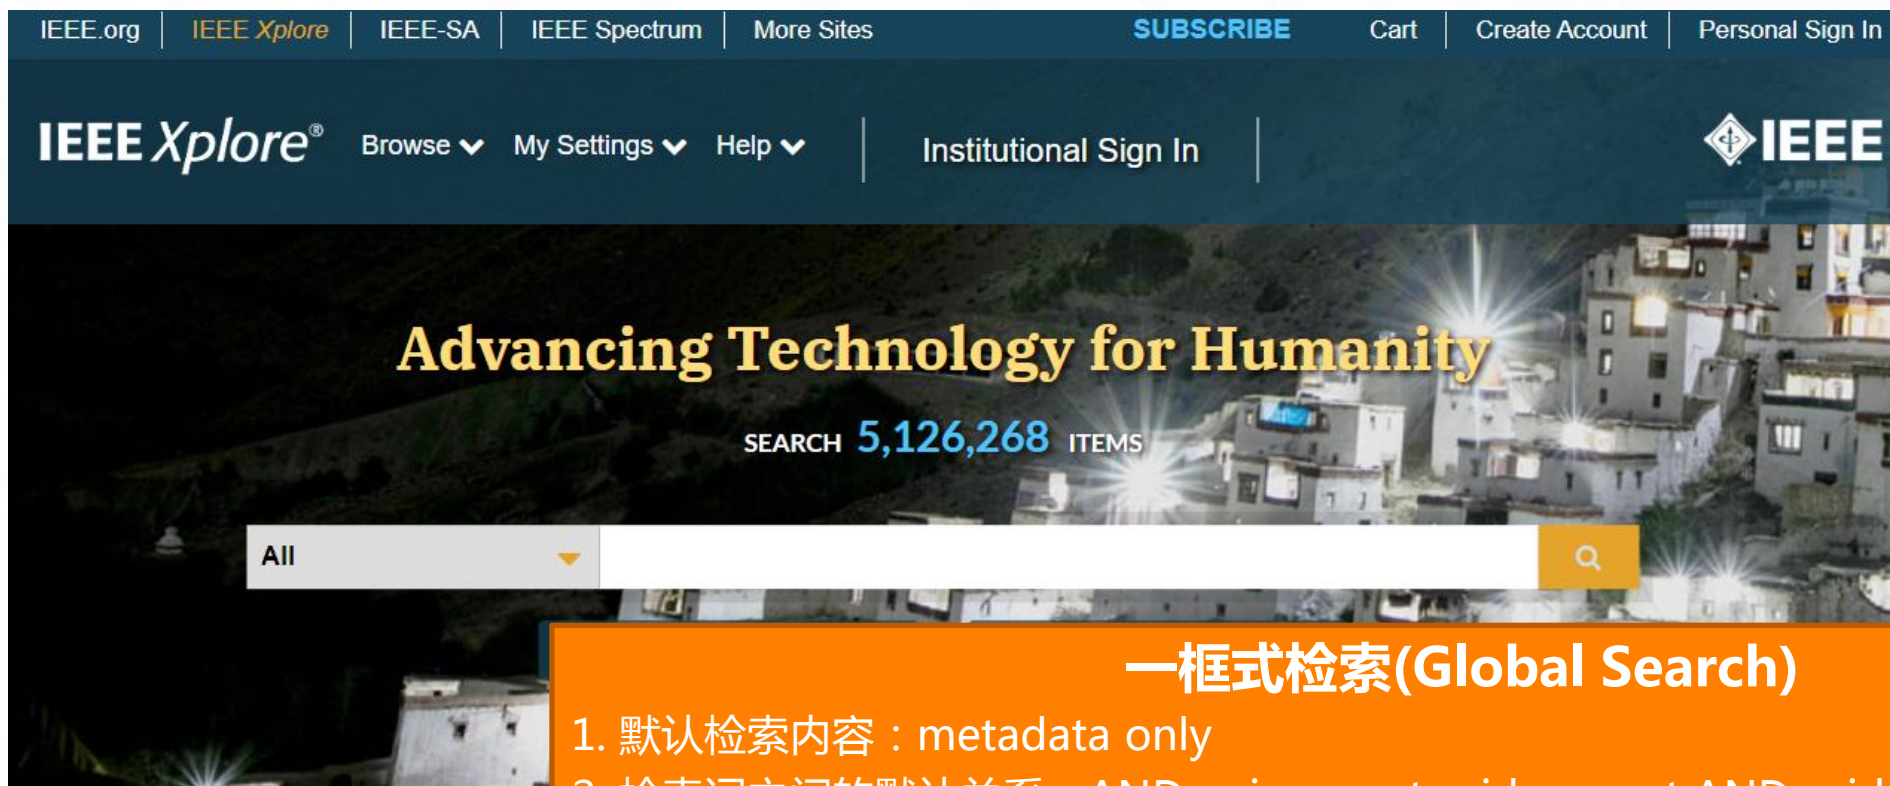 IEEE.org IEEE Xplore IEEE-SA IEEE Spectrum More Sites SUBSCRIBE Cart Create Account Personal Sign In
IEEE Xplore® Browse My Settings Help Institutional Sign In IEEE
Advancing Technology for Humanity
SEARCH 5,126,268 ITEMS
All
一框式检索(Global Search)
1. 默认检索内容：metadata only